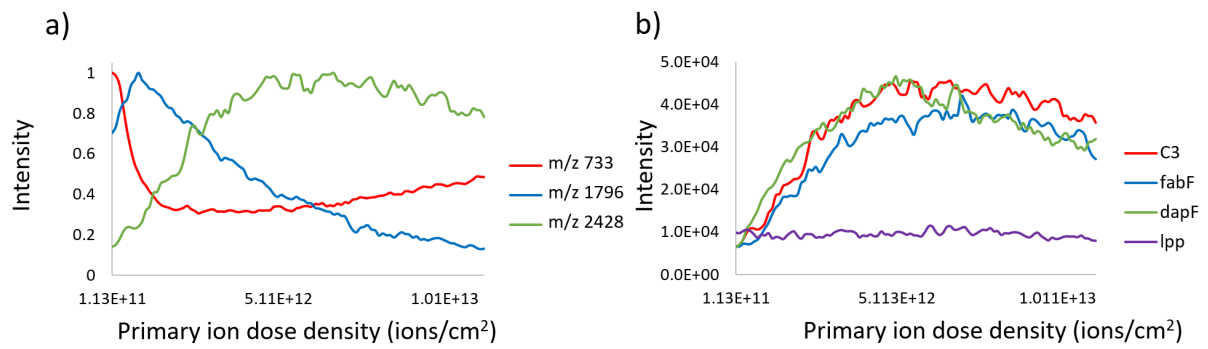 a)
1
0.8
0.6
0.4
0.2
0
Intensity
1.13E+11 5.11E+12 1.01E+13
Primary ion dose density (ions/cm²)
m/z 733
m/z 1796
m/z 2428
b)
5.0E+04
4.0E+04
3.0E+04
2.0E+04
1.0E+04
0.0E+00
Intensity
1.13E+11 5.113E+12 1.011E+13
Primary ion dose density (ions/cm²)
C3
fabF
dapF
lpp